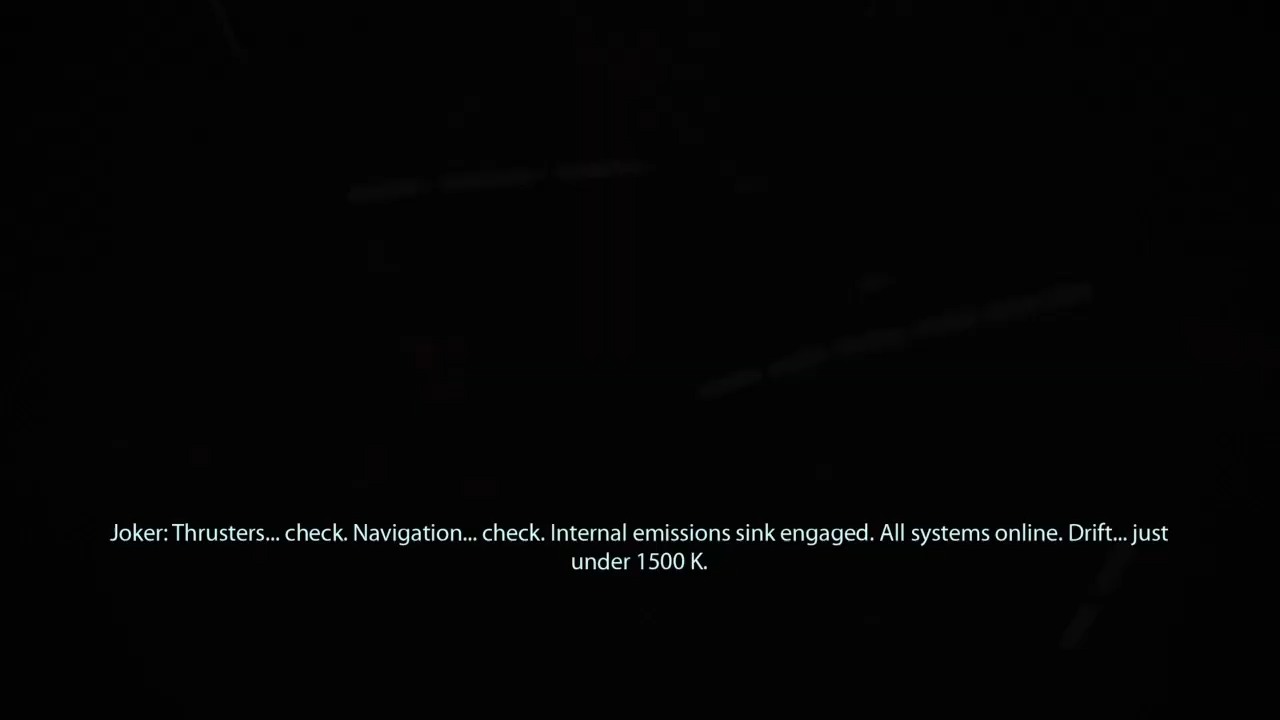 Joker: Thrusters... check. Navigation... check. Internal emissions sink engaged. All systems online. Drift... just
under 1500 K.